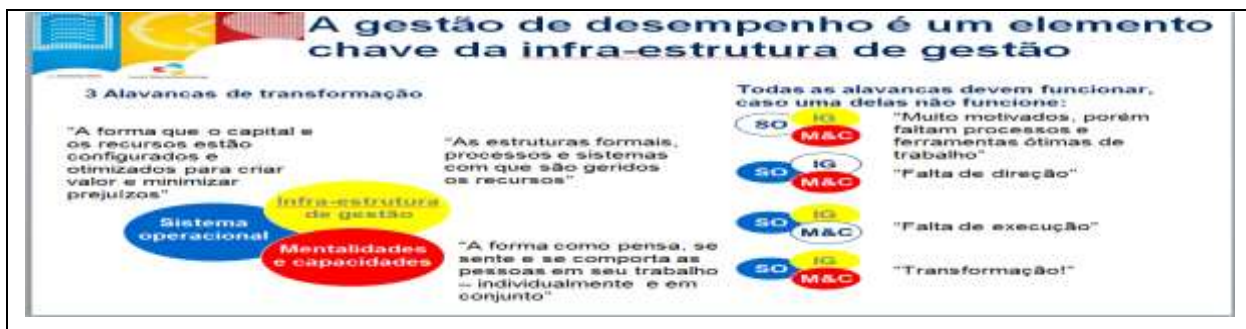 A gestão de desempenho é um elemento
chave da infra-estrutura de gestão
3 Alavancas de transformação
"A forma que o capital e
os recursos estão
configurados e
otimizados para criar
valor e minimizar
prejuízos"
"As estruturas formais,
processos e sistemas
com que são geridos
os recursos"
Infra-estrutura
de gestão
Sistema
operacional
Mentalidades
e capacidades
"A forma como pensa, se
sente e se comporta as
pessoas em seu trabalho
– individualmente e em
conjunto"
Todas as alavancas devem funcionar,
caso uma delas não funcione:
SO
IG
M&C
"Muito motivados, porém
faltam processos e
ferramentas ótimas de
trabalho"
SO
IG
M&C
"Falta de direção"
SO
IG
M&C
"Falta de execução"
SO
IG
M&C
"Transformação!"